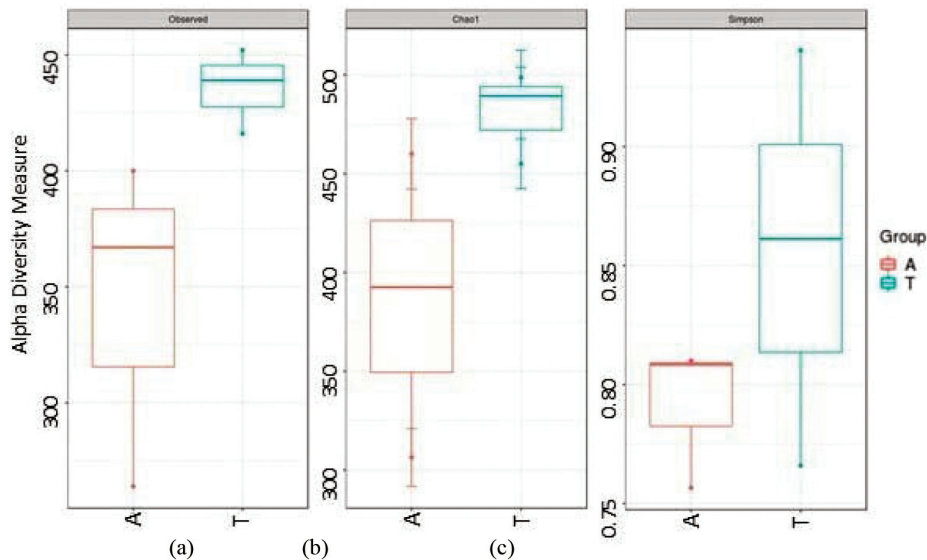 Observed
Chao1
Simpson
Alpha Diversity Measure
450
400
350
300
500
450
400
350
300
0.90
0.85
0.80
0.75
Group
A
T
A
T
A
T
A
T
(a)
(b)
(c)